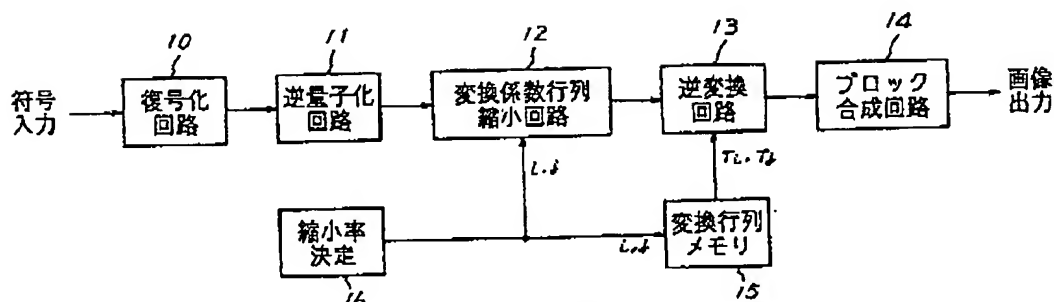 10
11
12
13
14
符号
入力
復号化
回路
逆量子化
回路
変換係数行列
縮小回路
逆変換
回路
ブロック
合成回路
画像
出力
i,j
Ti,Tj
縮小率
決定
i,j
変換行列
メモリ
16
15